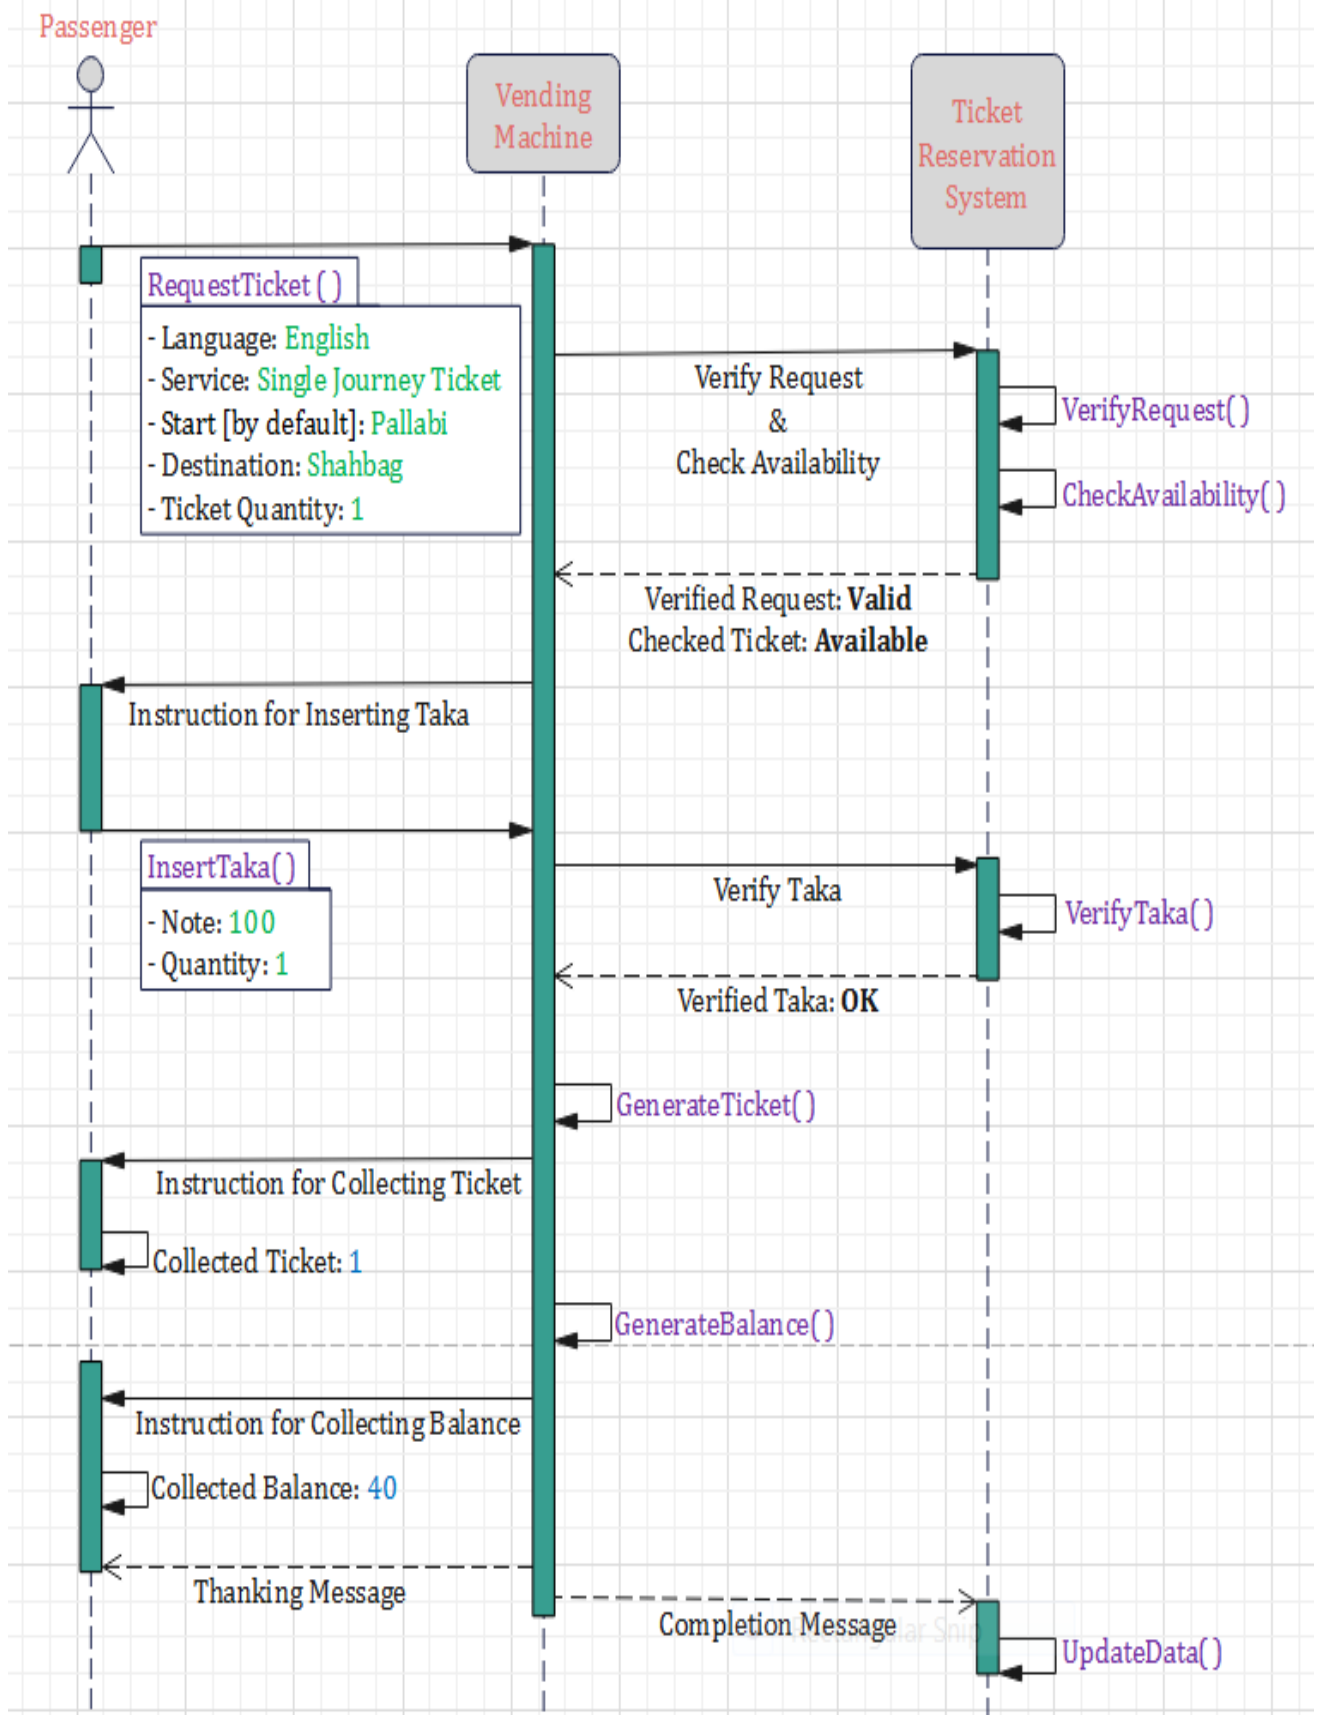 Passenger
Vending
Machine
Ticket
Reservation
System
RequestTicket ( )
- Language: English
- Service: Single Journey Ticket
- Start [by default]: Pallabi
- Destination: Shahbag
- Ticket Quantity: 1
Verify Request
&
Check Availability
VerifyRequest( )
CheckAvailability( )
Verified Request: Valid
Checked Ticket: Available
Instruction for Inserting Taka
InsertTaka( )
- Note: 100
- Quantity: 1
Verify Taka
VerifyTaka( )
Verified Taka: OK
GenerateTicket( )
Instruction for Collecting Ticket
Collected Ticket: 1
GenerateBalance( )
Instruction for Collecting Balance
Collected Balance: 40
Thanking Message
Completion Message
Rectangular Snip
UpdateData( )